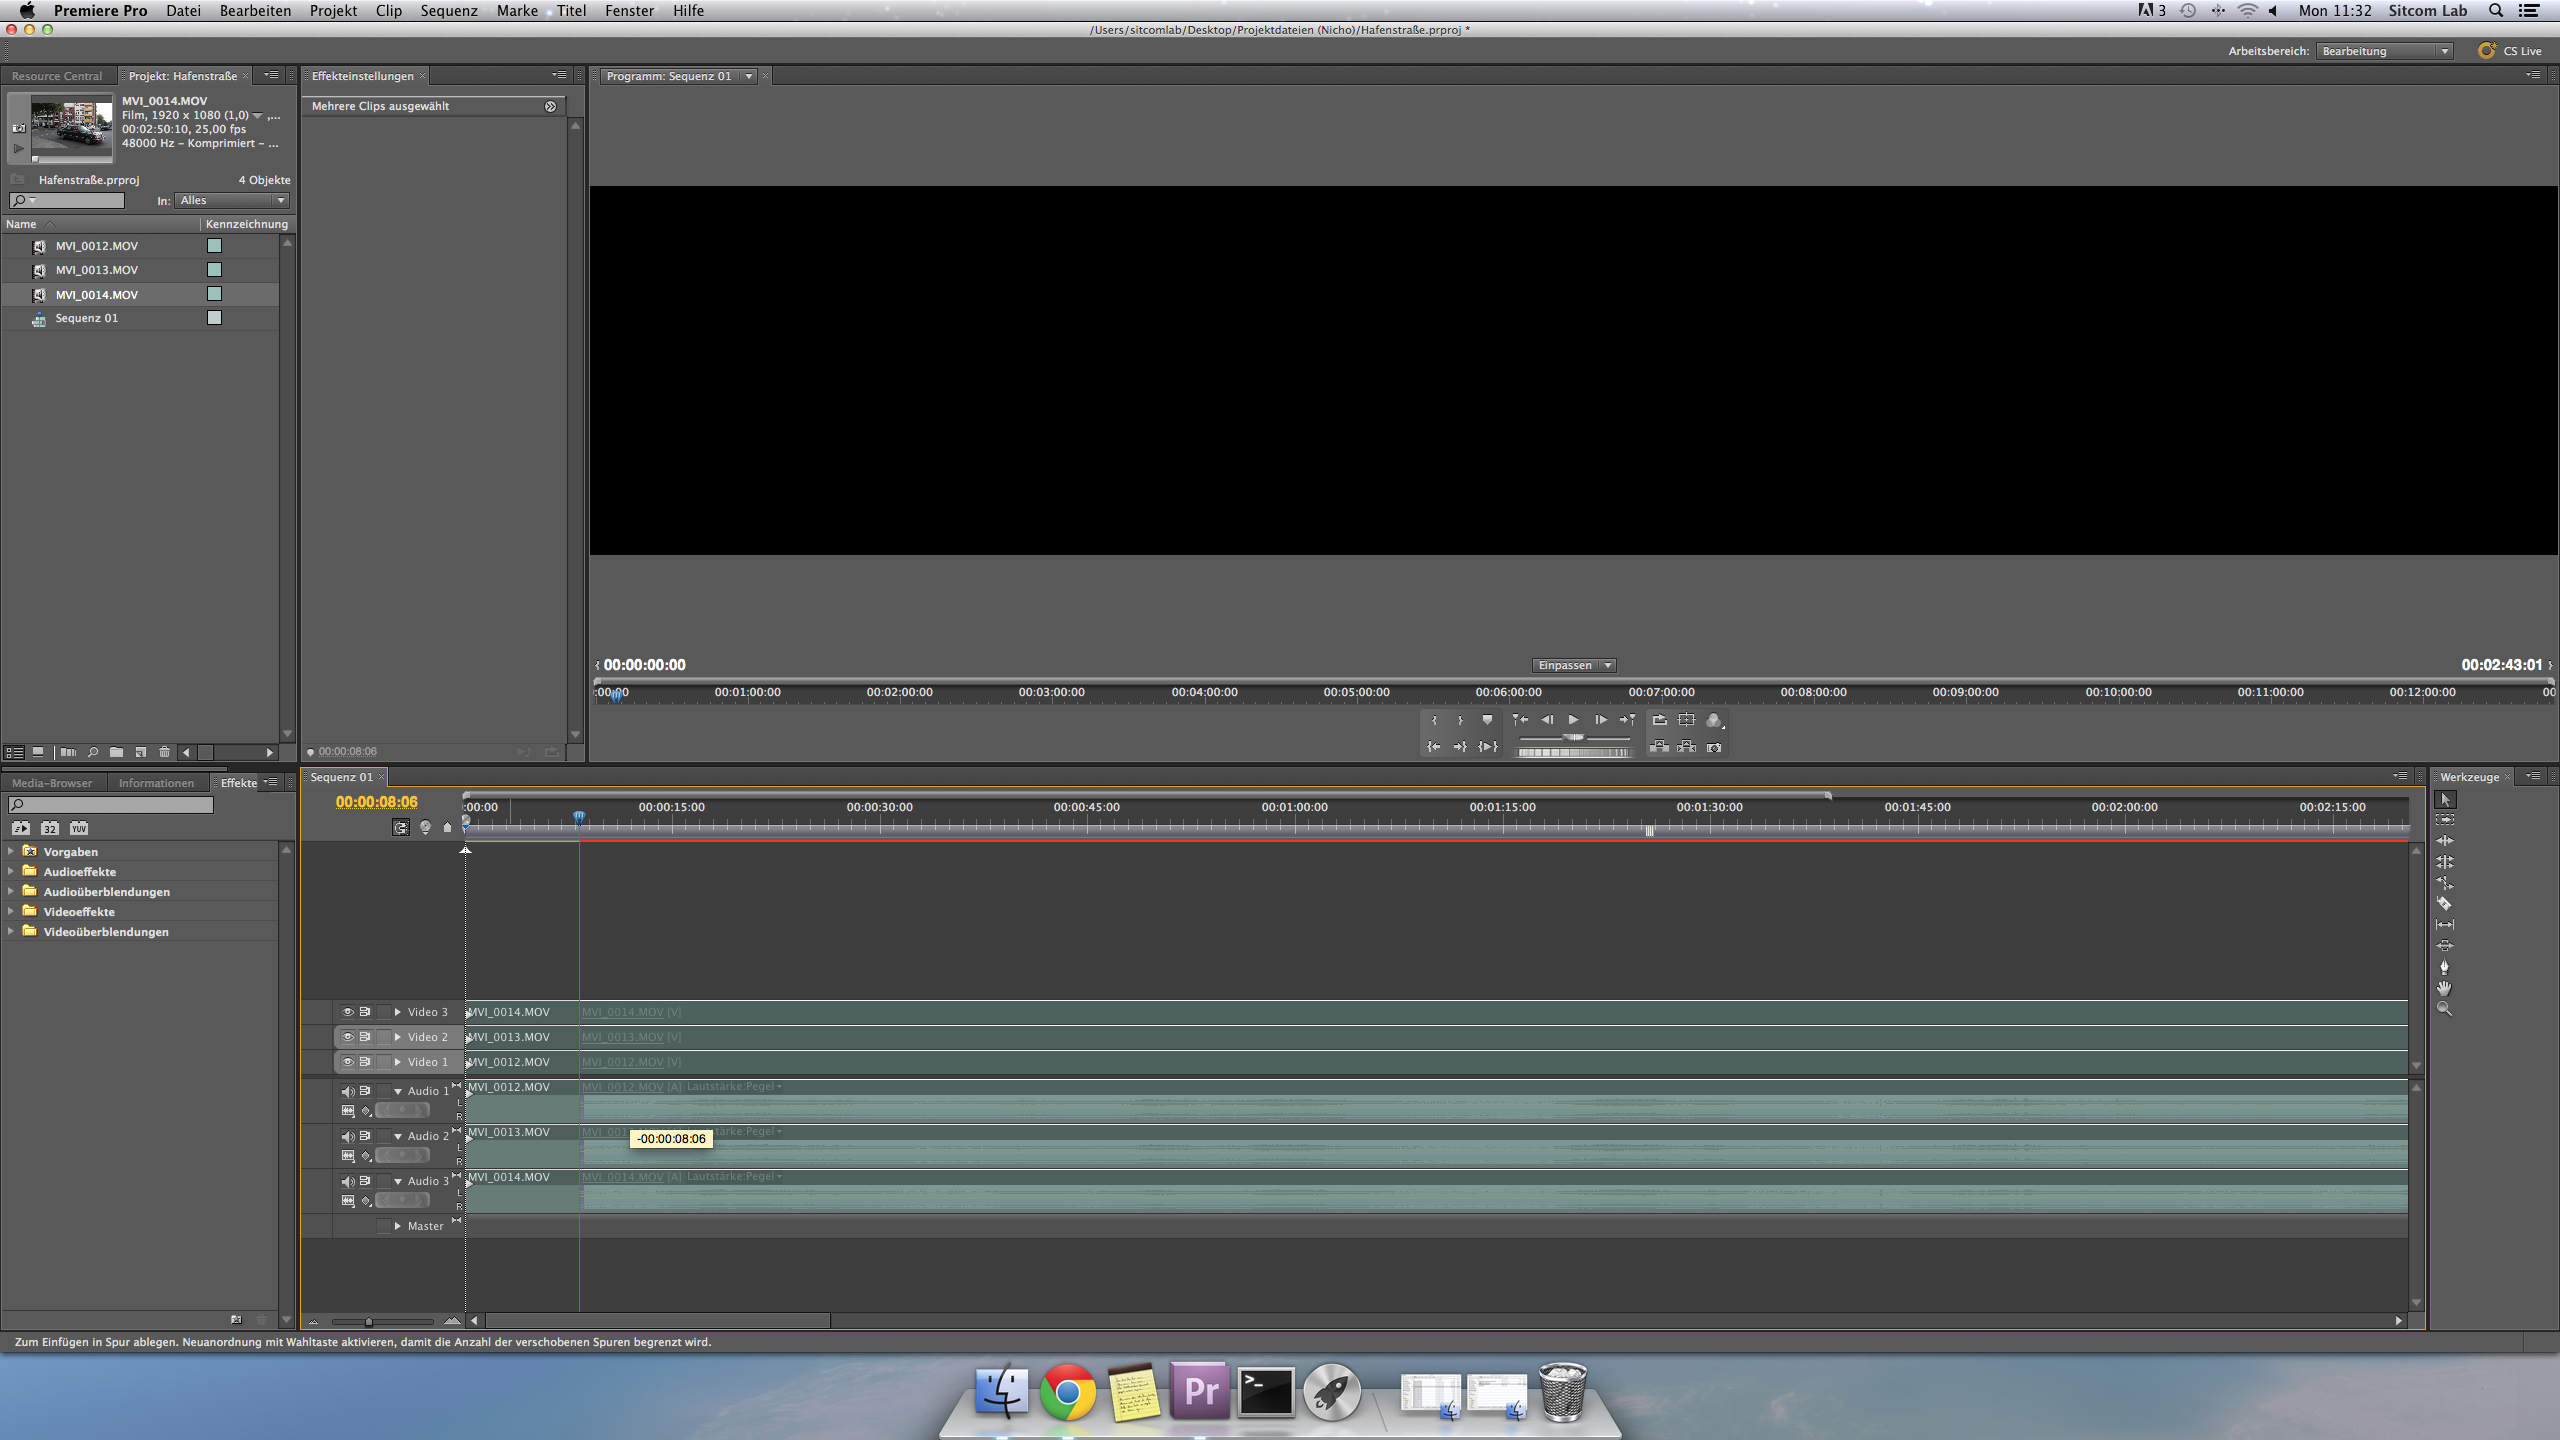 Premiere Pro Datei Bearbeiten Projekt Clip Sequenz Marke Titel Fenster Hilfe 3 Mon 11:32 Sitcom Lab
/Users/sitcomlab/Desktop/Projektdateien (Nicho)/Hafenstraße.prproj *
Arbeitsbereich: Bearbeitung CS Live
Resource Central Projekt: Hafenstraße Effekteinstellungen Programm: Sequenz 01
MVI_0014.MOV
Film, 1920 x 1080 (1,0) ,...
00:02:50:10, 25,00 fps
48000 Hz – Komprimiert – ...
Mehrere Clips ausgewählt
Hafenstraße.prproj 4 Objekte
In: Alles
Name Kennzeichnung
MVI_0012.MOV
MVI_0013.MOV
MVI_0014.MOV
Sequenz 01
00:00:00:00 Einpassen 00:02:43:01
:00:00 00:01:00:00 00:02:00:00 00:03:00:00 00:04:00:00 00:05:00:00 00:06:00:00 00:07:00:00 00:08:00:00 00:09:00:00 00:10:00:00 00:11:00:00 00:12:00:00 00
00:00:08:06
Media-Browser Informationen Effekte
32 YUV
Vorgaben
Audioeffekte
Audioüberblendungen
Videoeffekte
Videoüberblendungen
Sequenz 01
Werkzeuge
00:00:08:06
:00:00 00:00:15:00 00:00:30:00 00:00:45:00 00:01:00:00 00:01:15:00 00:01:30:00 00:01:45:00 00:02:00:00 00:02:15:00
Video 3 MVI_0014.MOV MVI_0014.MOV [V]
Video 2 MVI_0013.MOV MVI_0013.MOV [V]
Video 1 MVI_0012.MOV MVI_0012.MOV [V]
Audio 1 MVI_0012.MOV MVI_0012.MOV [A] Lautstärke:Pegel
L
R
Audio 2 MVI_0013.MOV
-00:00:08:06
L
R
Audio 3 MVI_0014.MOV MVI_0014.MOV [A] Lautstärke:Pegel
L
R
Master
Zum Einfügen in Spur ablegen. Neuanordnung mit Wahltaste aktivieren, damit die Anzahl der verschobenen Spuren begrenzt wird.
Pr